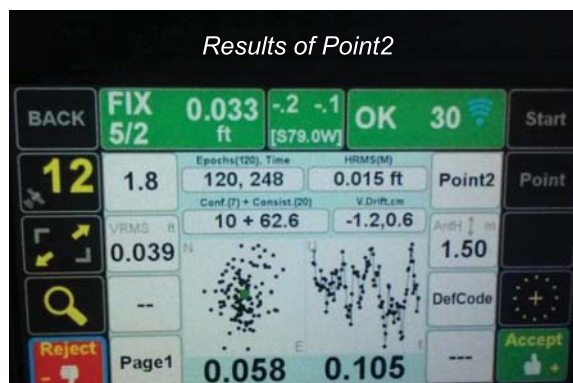 Results of Point2
BACK
FIX 5/2
0.033 ft
-.2 -.1
[S79.0W]
OK 30
Start
12
1.8
Epochs(120), Time
120, 248
HRMS(M)
0.015 ft
Point2
Point
Conf.(7) + Consist.(20)
10 + 62.6
V.Drift,cm
-1.2,0.6
VRMS ft
0.039
AntH m
1.50
N
U
--
DefCode
Reject
-
Page1
E
0.058
t
0.105
---
Accept
+